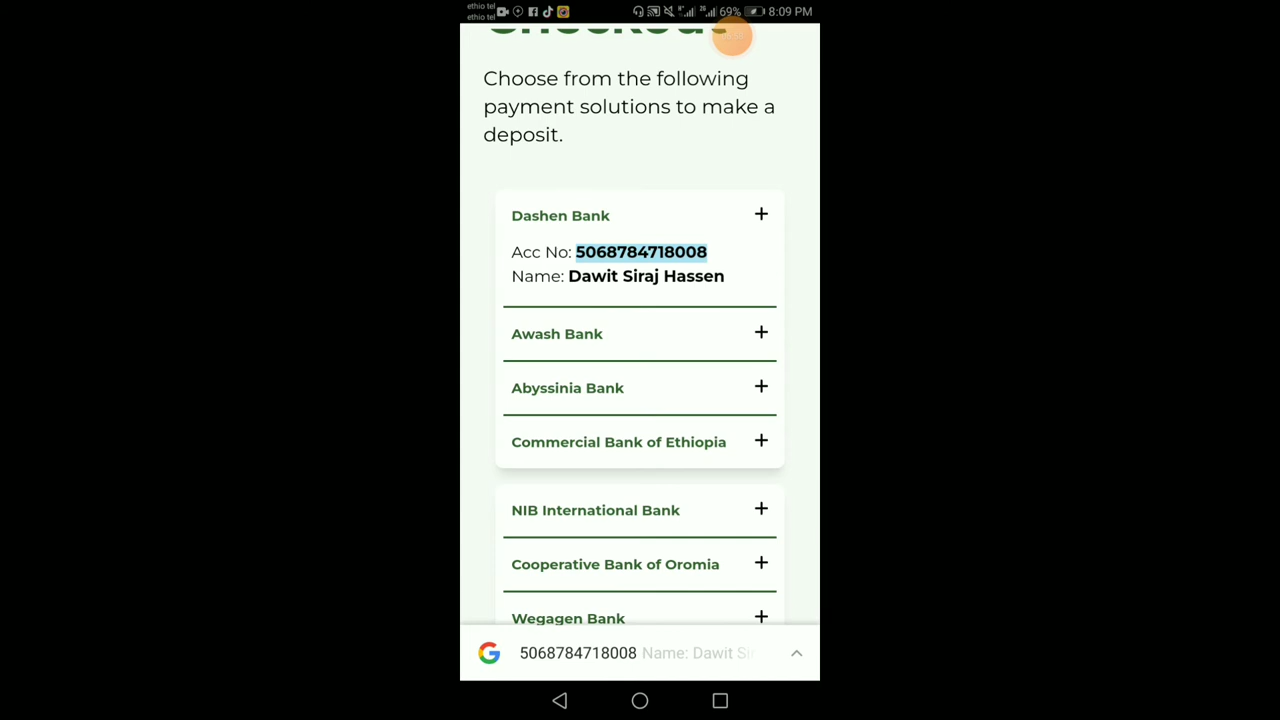 ethio tel
ethio tel
69% 8:09 PM
Checkout
Choose from the following
payment solutions to make a
deposit.
Dashen Bank +
Acc No: 5068784718008
Name: Dawit Siraj Hassen
Awash Bank +
Abyssinia Bank +
Commercial Bank of Ethiopia +
NIB International Bank +
Cooperative Bank of Oromia +
Wegagen Bank +
5068784718008 Name: Dawit Sir